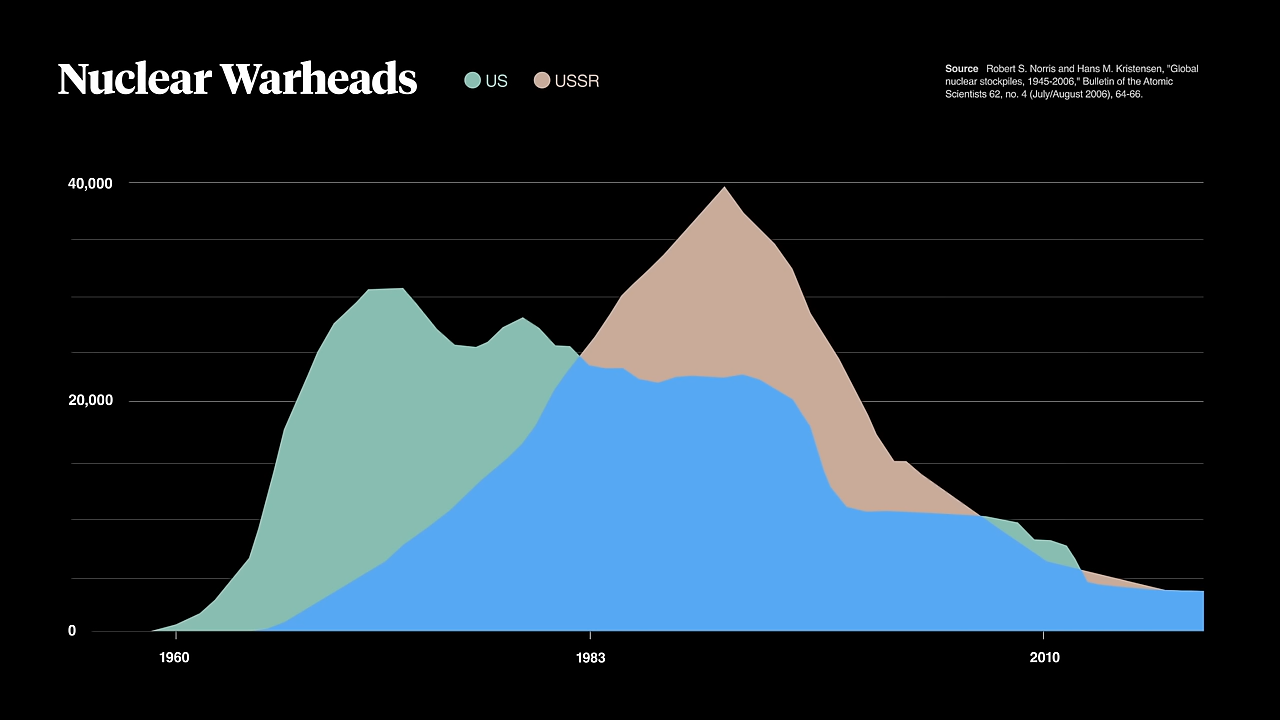 Nuclear Warheads
US
USSR
Source Robert S. Norris and Hans M. Kristensen, "Global
nuclear stockpiles, 1945-2006," Bulletin of the Atomic
Scientists 62, no. 4 (July/August 2006), 64-66.
40,000
20,000
0
1960
1983
2010